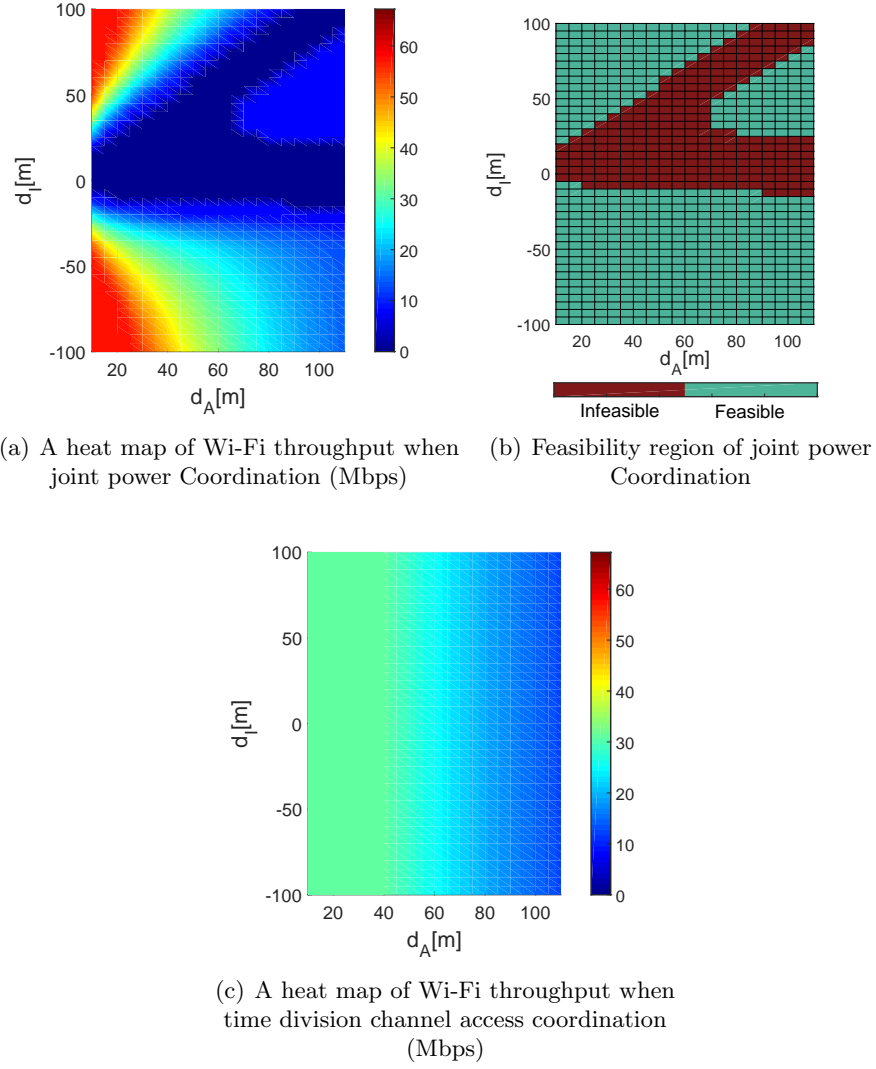 100
50
0
-50
-100
20
40
60
80
100
d_A[m]
d_I[m]
60
50
40
30
20
10
0
(a) A heat map of Wi-Fi throughput when
joint power Coordination (Mbps)
100
50
0
-50
-100
20
40
60
80
100
d_A[m]
d_I[m]
Infeasible
Feasible
(b) Feasibility region of joint power
Coordination
100
50
0
-50
-100
20
40
60
80
100
d_A[m]
d_I[m]
60
50
40
30
20
10
0
(c) A heat map of Wi-Fi throughput when
time division channel access coordination
(Mbps)